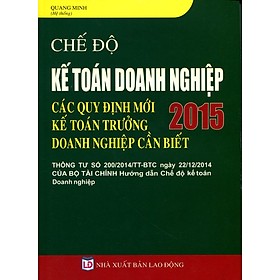 QUANG MINH
(Hệ thống)
CHẾ ĐỘ
KẾ TOÁN DOANH NGHIỆP
2015
CÁC QUY ĐỊNH MỚI
KẾ TOÁN TRƯỞNG
DOANH NGHIỆP CẦN BIẾT
THÔNG TƯ SỐ 200/2014/TT-BTC ngày 22/12/2014
CỦA BỘ TÀI CHÍNH Hướng dẫn Chế độ kế toán
Doanh nghiệp
NHÀ XUẤT BẢN LAO ĐỘNG